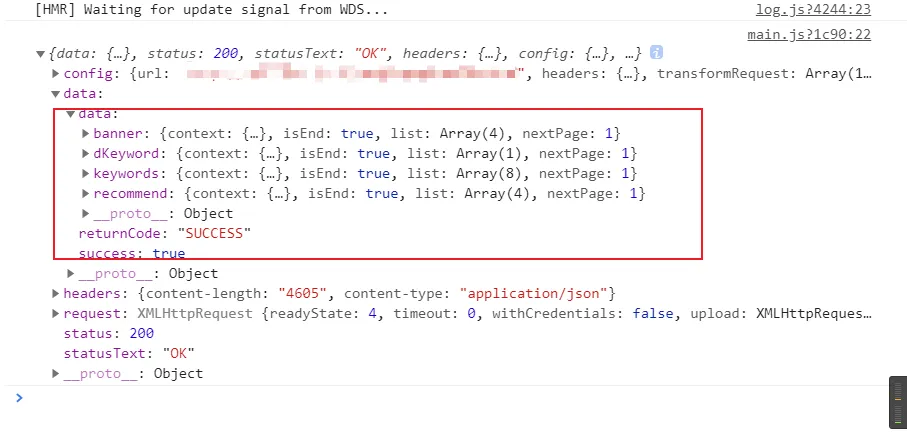 [HMR] Waiting for update signal from WDS... log.js?4244:23
main.js?1c90:22
{data: {…}, status: 200, statusText: "OK", headers: {…}, config: {…}, …}
config: {url: ", headers: {…}, transformRequest: Array(1…
data:
data:
banner: {context: {…}, isEnd: true, list: Array(4), nextPage: 1}
dKeyword: {context: {…}, isEnd: true, list: Array(1), nextPage: 1}
keywords: {context: {…}, isEnd: true, list: Array(8), nextPage: 1}
recommend: {context: {…}, isEnd: true, list: Array(4), nextPage: 1}
__proto__: Object
returnCode: "SUCCESS"
success: true
__proto__: Object
headers: {content-length: "4605", content-type: "application/json"}
request: XMLHttpRequest {readyState: 4, timeout: 0, withCredentials: false, upload: XMLHttpReques…
status: 200
statusText: "OK"
__proto__: Object